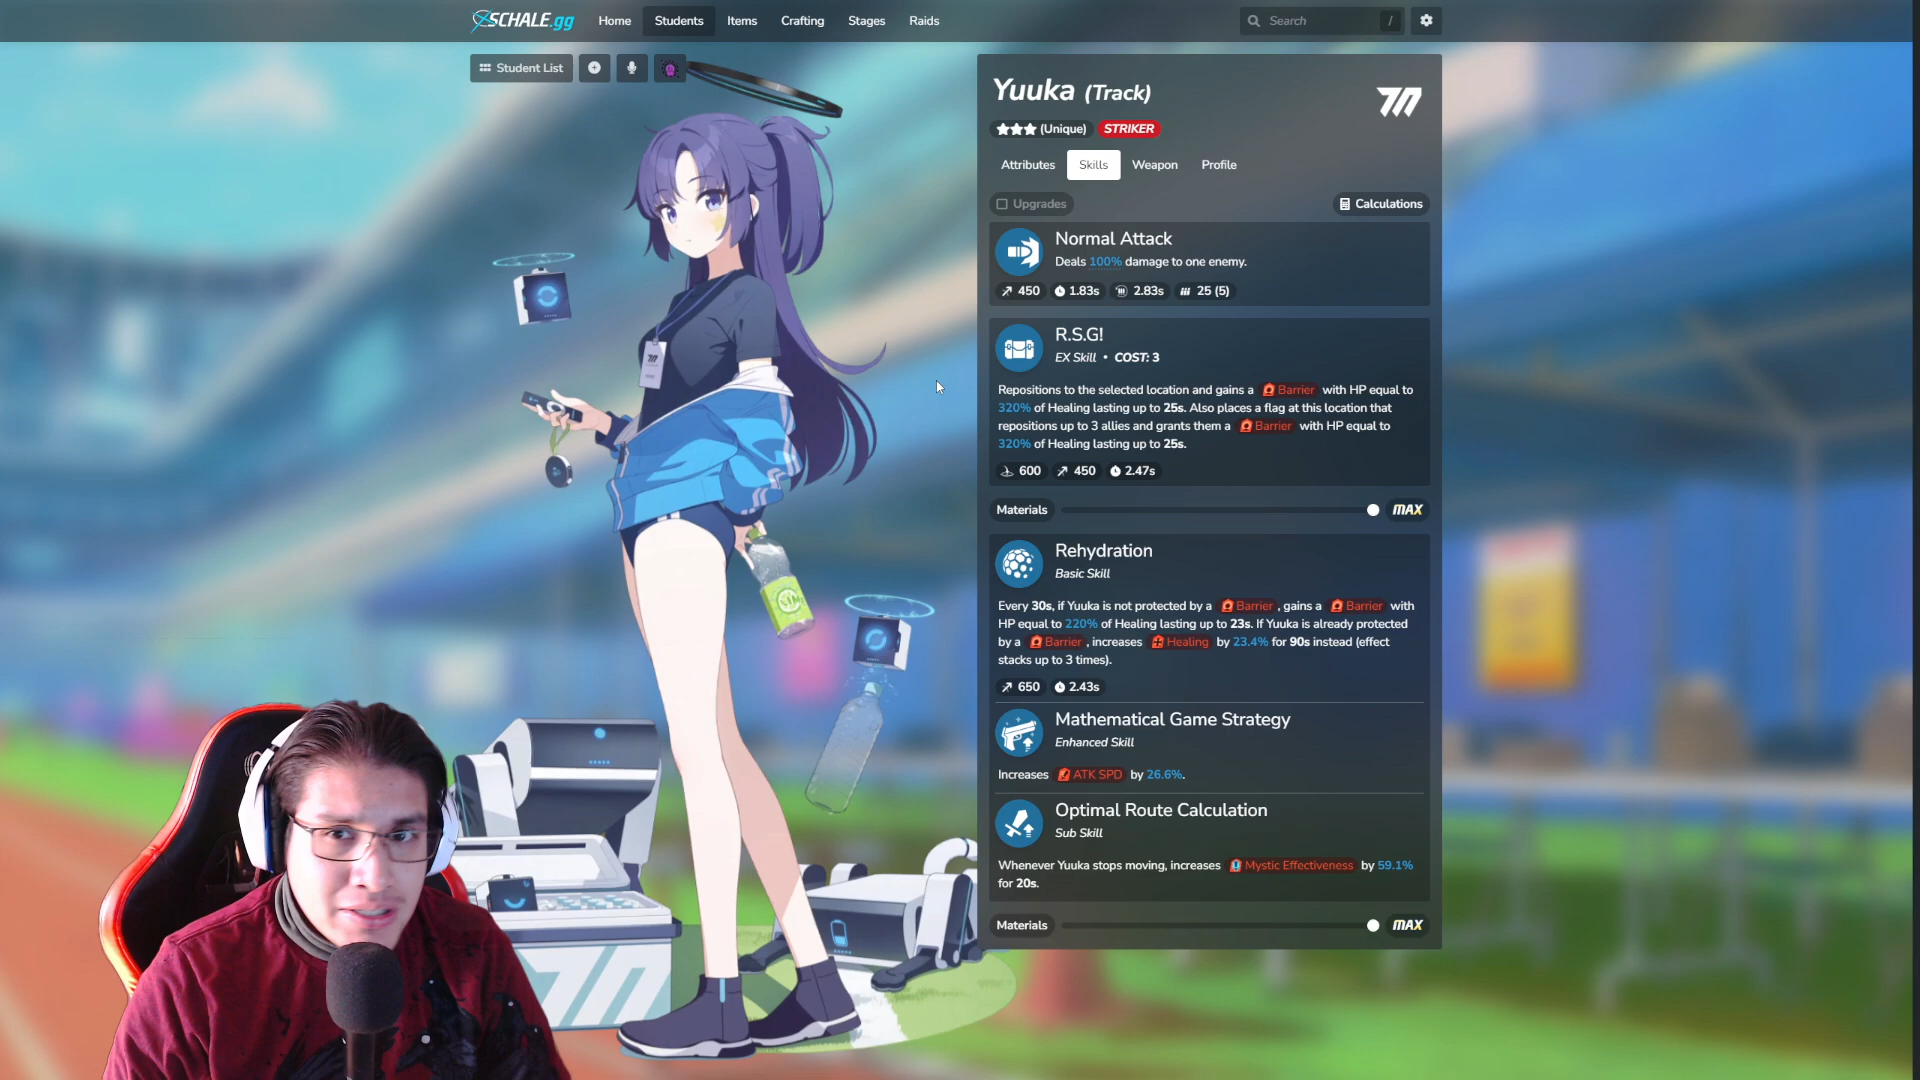 SCHALE.gg
Home
Students
Items
Crafting
Stages
Raids
Search
/
Student List
Yuuka (Track)
(Unique)
STRIKER
Attributes
Skills
Weapon
Profile
Upgrades
Calculations
Normal Attack
Deals 100% damage to one enemy.
450 1.83s 2.83s 25 (5)
R.S.G!
EX Skill • COST: 3
Repositions to the selected location and gains a Barrier with HP equal to
320% of Healing lasting up to 25s. Also places a flag at this location that
repositions up to 3 allies and grants them a Barrier with HP equal to
320% of Healing lasting up to 25s.
600 450 2.47s
Materials
MAX
Rehydration
Basic Skill
Every 30s, if Yuuka is not protected by a Barrier , gains a Barrier with
HP equal to 220% of Healing lasting up to 23s. If Yuuka is already protected
by a Barrier , increases Healing by 23.4% for 90s instead (effect
stacks up to 3 times).
650 2.43s
Mathematical Game Strategy
Enhanced Skill
Increases ATK SPD by 26.6%.
Optimal Route Calculation
Sub Skill
Whenever Yuuka stops moving, increases Mystic Effectiveness by 59.1%
for 20s.
Materials
MAX